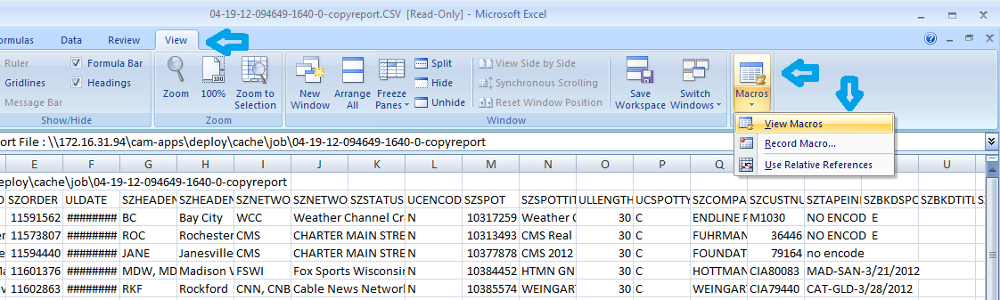 04-19-12-094649-1640-0-copyreport.CSV [Read-Only] - Microsoft Excel
ormulas Data Review View
Ruler Formula Bar
Gridlines Headings
Message Bar
Show/Hide
Zoom 100% Zoom to Selection
Zoom
New Window Arrange All Freeze Panes
Split
Hide
Unhide
View Side by Side
Synchronous Scrolling
Reset Window Position
Window
Save Workspace Switch Windows
Macros
View Macros
Record Macro...
Use Relative References
ort File : \\172.16.31.94\cam-apps\deploy\cache\job\04-19-12-094649-1640-0-copyreport
E F G H I J K L M N O P Q U
ploy\cache\job\04-19-12-094649-1640-0-copyreport
SZORDER ULDATE SZHEADEN SZHEADEN SZNETWO SZNETWO SZSTATUS UCENCOD SZSPOT SZSPOTTIT ULLENGTH UCSPOTTY SZCOMPA SZCUSTNU SZTAPEIN SZBKDSPO SZBKDTITL SZ
11591562 ######## BC Bay City WCC Weather Channel Cr N 10317259 Weather C 30 C ENDLINE P M1030 NO ENCOD E
11573807 ######## ROC Rochester CMS CHARTER MAIN STRE N 10313493 CMS Real 30 C FUHRMAN 36446 NO ENCOD E
11594440 ######## JANE Janesville CMS CHARTER MAIN STRE N 10377878 CMS 2012 30 C FOUNDAT 79164 no encode
11601376 ######## MDW, MD Madison W FSWI Fox Sports Wisconsin N 10384452 HTMN GN 30 C HOTTMAN CIA80083 MAD-SAN-3/21/2012
11602863 ######## RKF Rockford CNN, CNB Cable News Networ N 10385574 WEINGAR 30 C WEINGAR CIA79440 CAT-GLD-3/28/2012